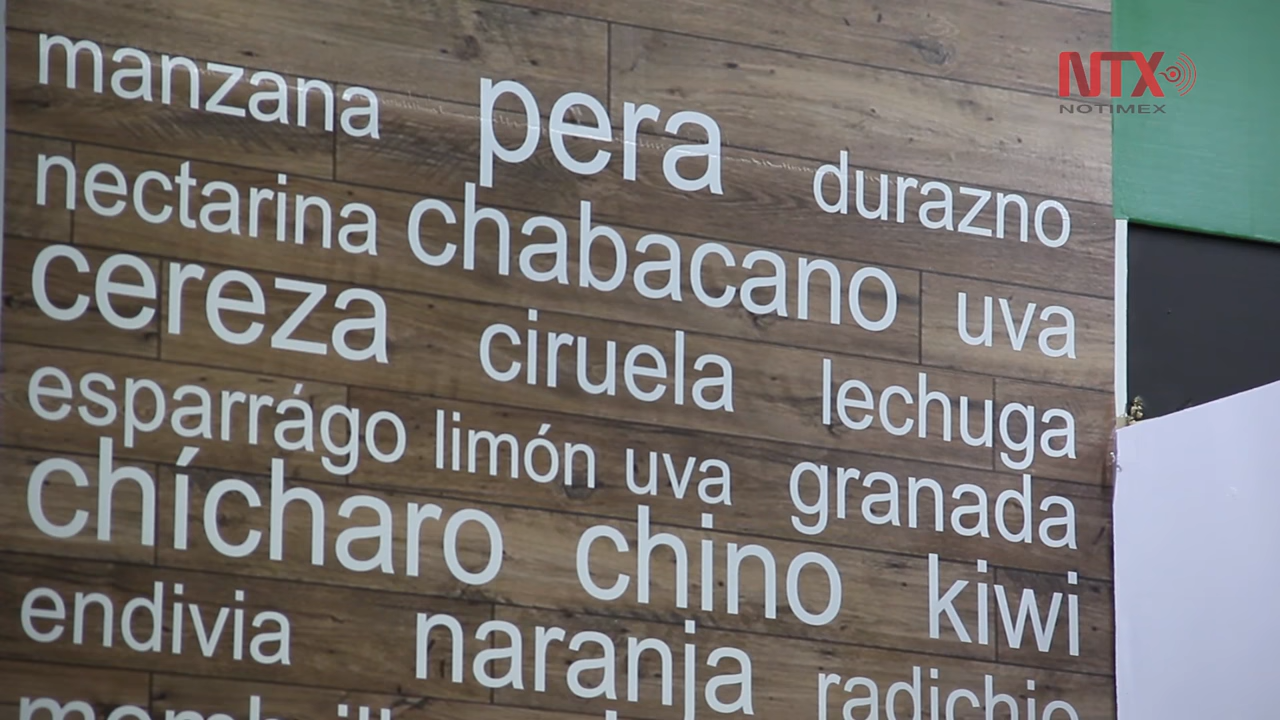 manzana pera durazno
nectarina chabacano uva
cereza ciruela lechuga
esparrágo limón uva granada
chícharo chino kiwi
endivia naranja radichio
NTX
NOTIMEX